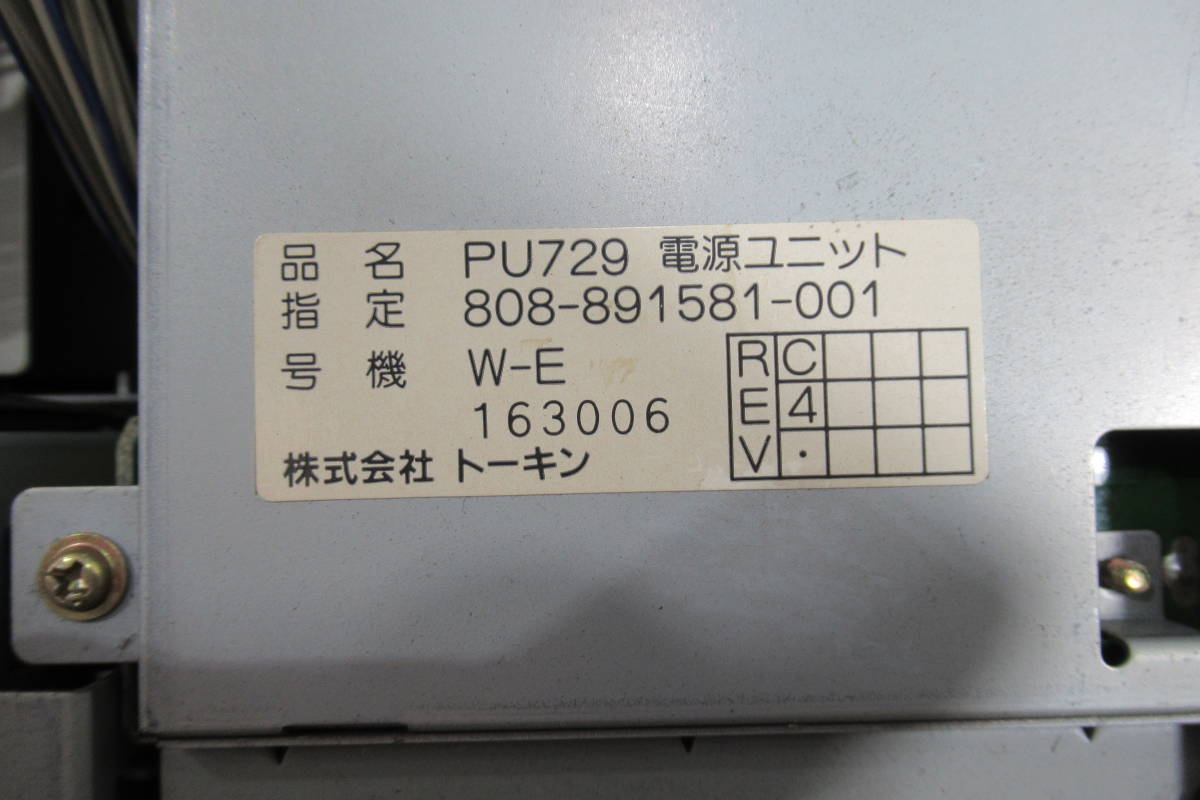 品名 PU729 電源ユニット
指定 808-891581-001
号機 W-E
163006
株式会社 トーキン
R C
E 4
V ・